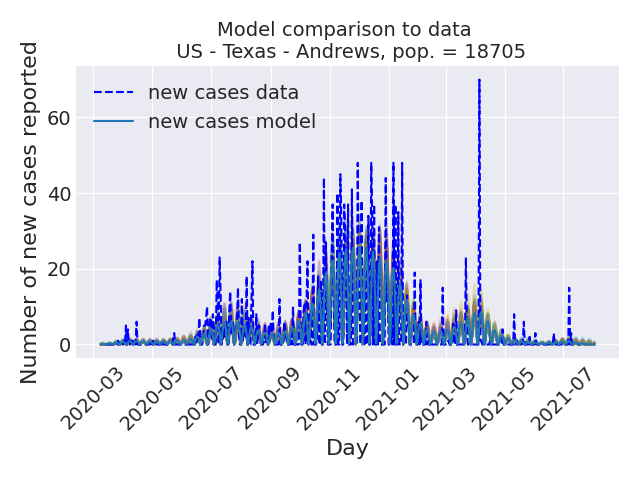 Model comparison to data
US - Texas - Andrews, pop. = 18705
Number of new cases reported
new cases data
new cases model
60
40
20
0
2020-03
2020-05
2020-07
2020-09
2020-11
2021-01
2021-03
2021-05
2021-07
Day